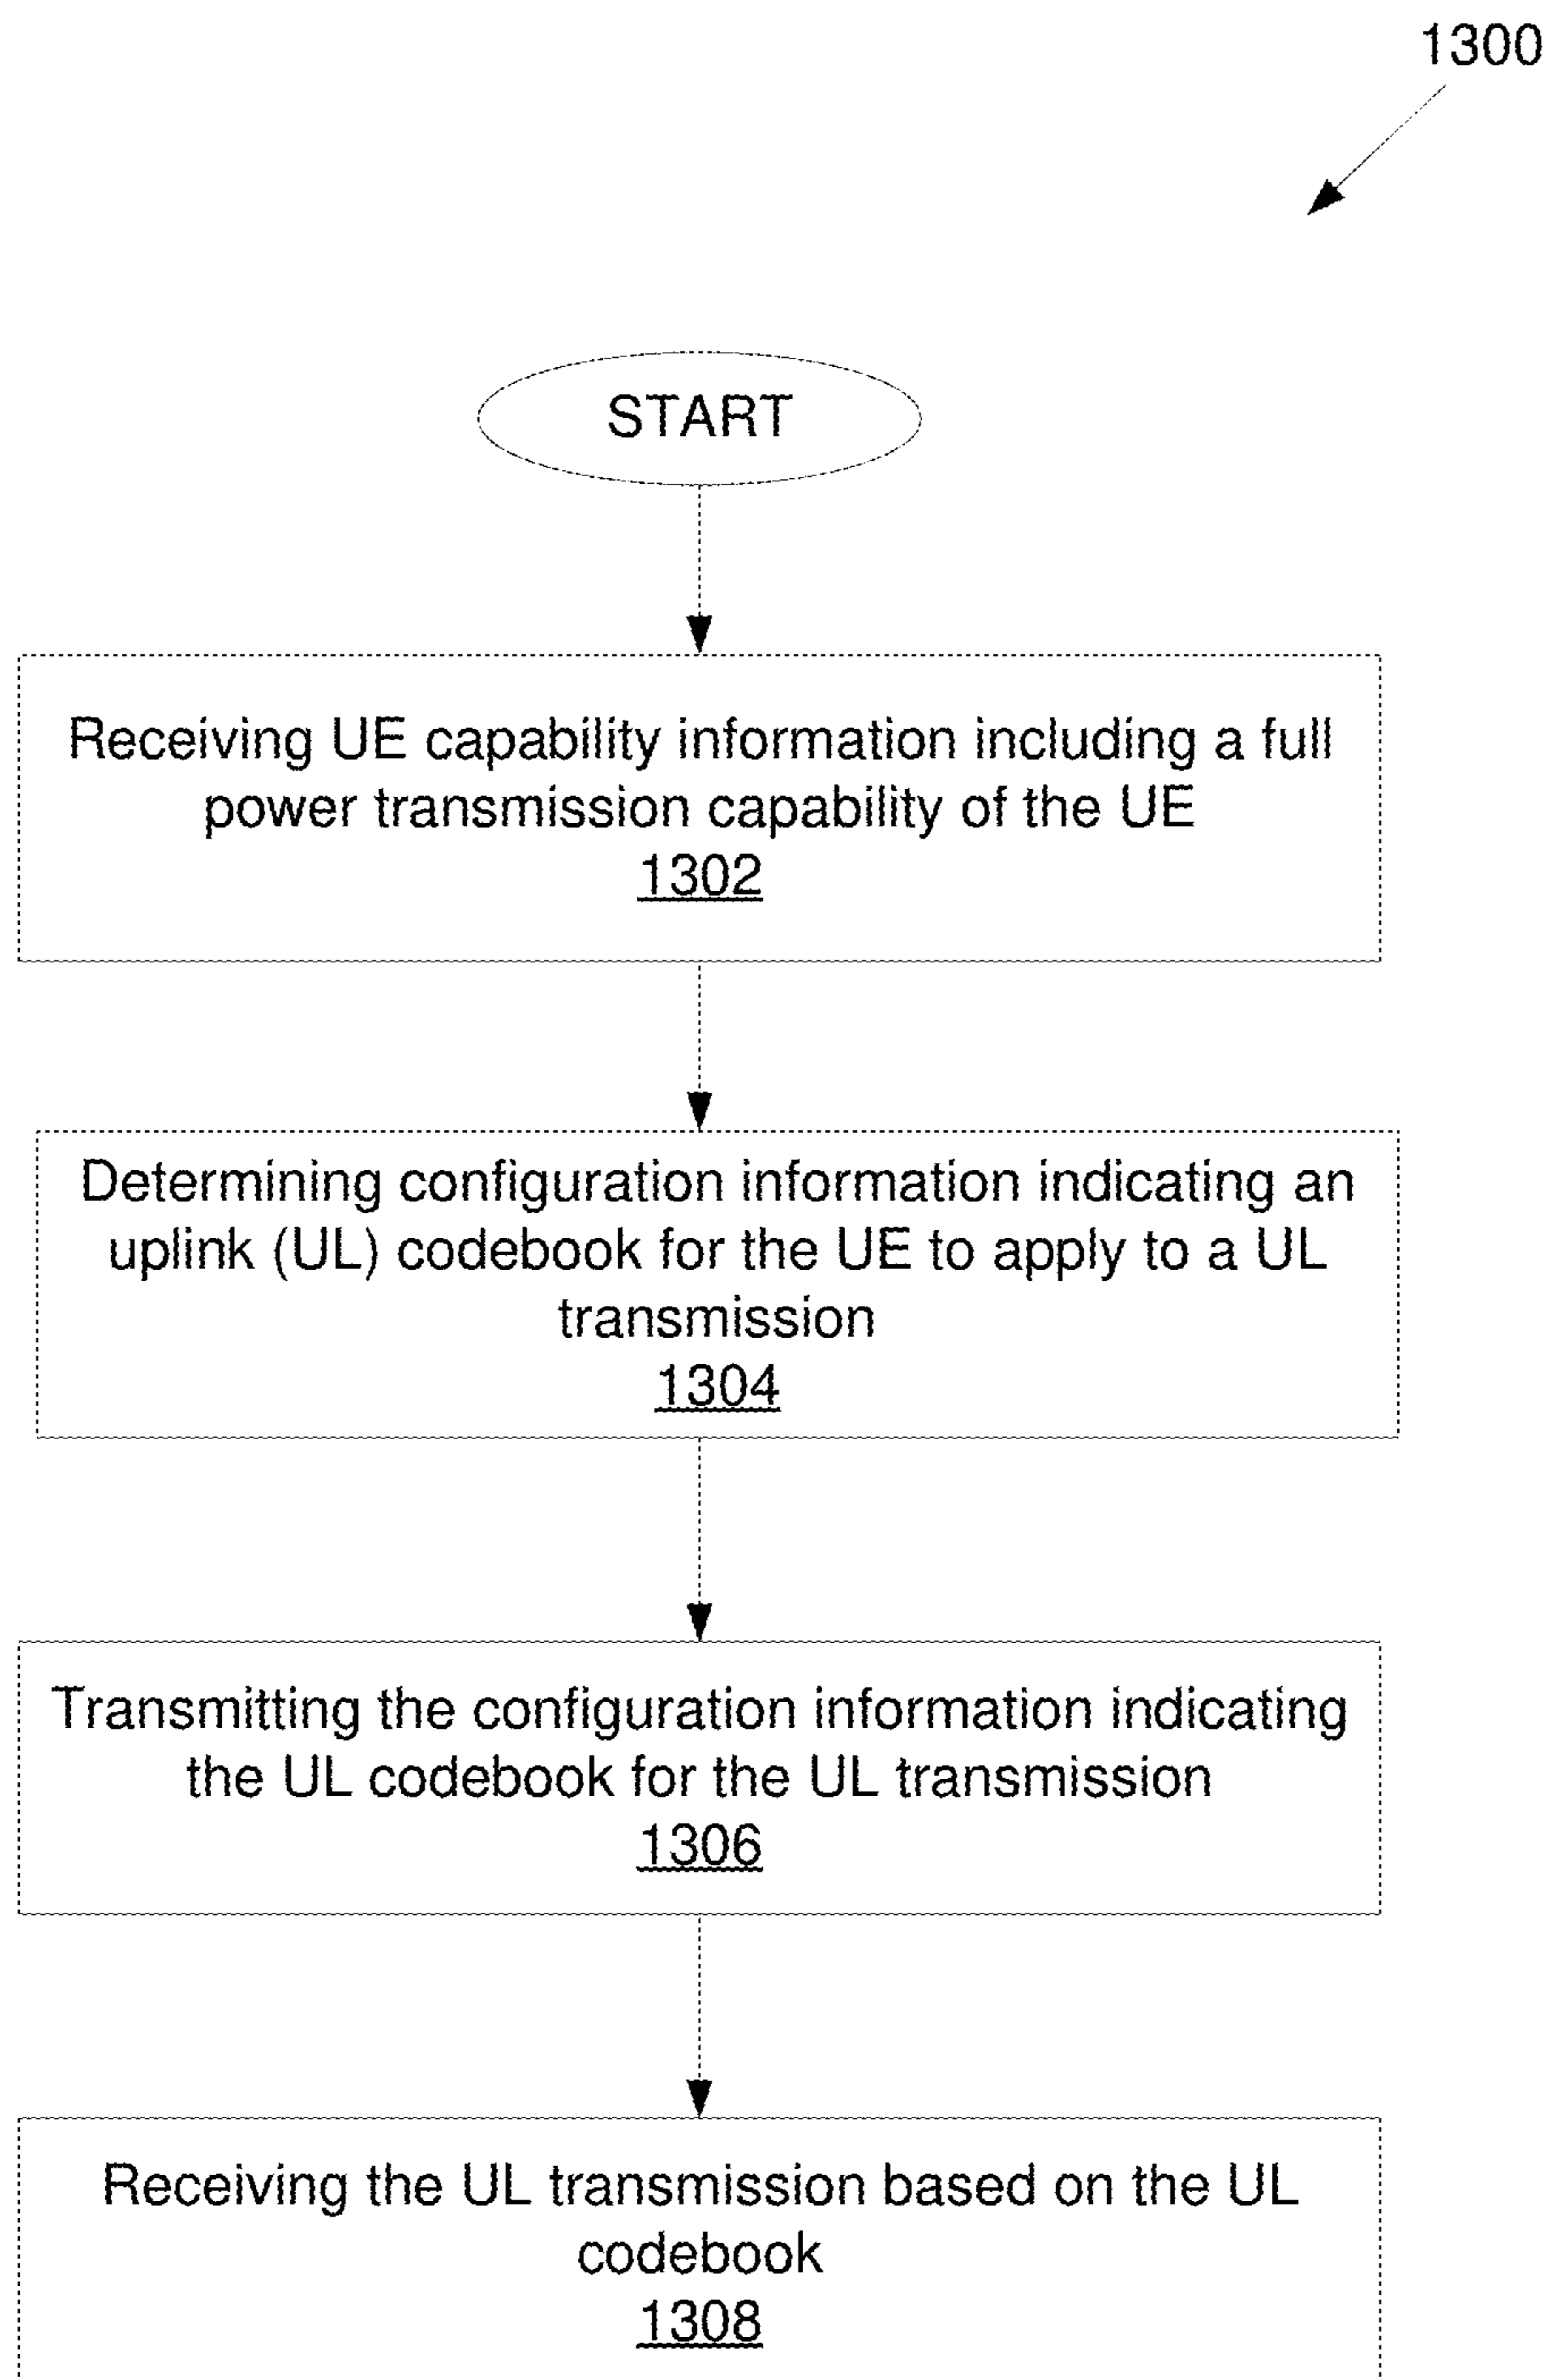 1300
START
Receiving UE capability information including a full
power transmission capability of the UE
1302
Determining configuration information indicating an
uplink (UL) codebook for the UE to apply to a UL
transmission
1304
Transmitting the configuration information indicating
the UL codebook for the UL transmission
1306
Receiving the UL transmission based on the UL
codebook
1308